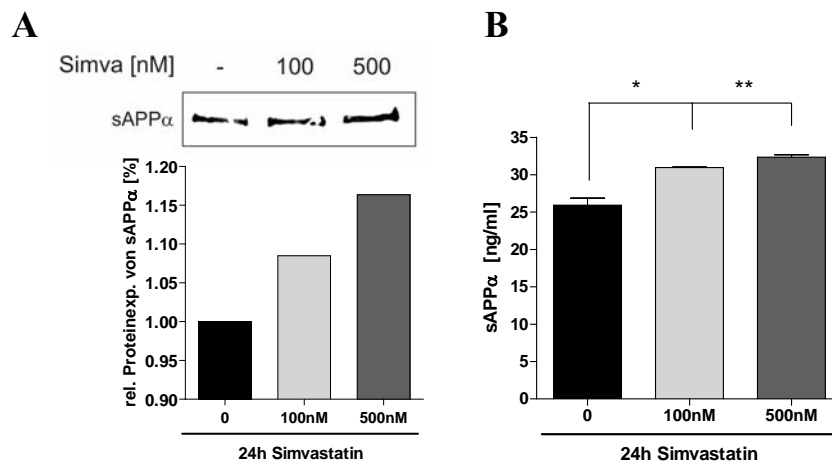 A
Simva [nM] - 100 500
sAPPα
rel. Proteinexp. von sAPPα [%]
1.20
1.15
1.10
1.05
1.00
0.95
0.90
0 100nM 500nM
24h Simvastatin
B
* **
sAPPα [ng/ml]
35
30
25
20
15
10
5
0
0 100nM 500nM
24h Simvastatin